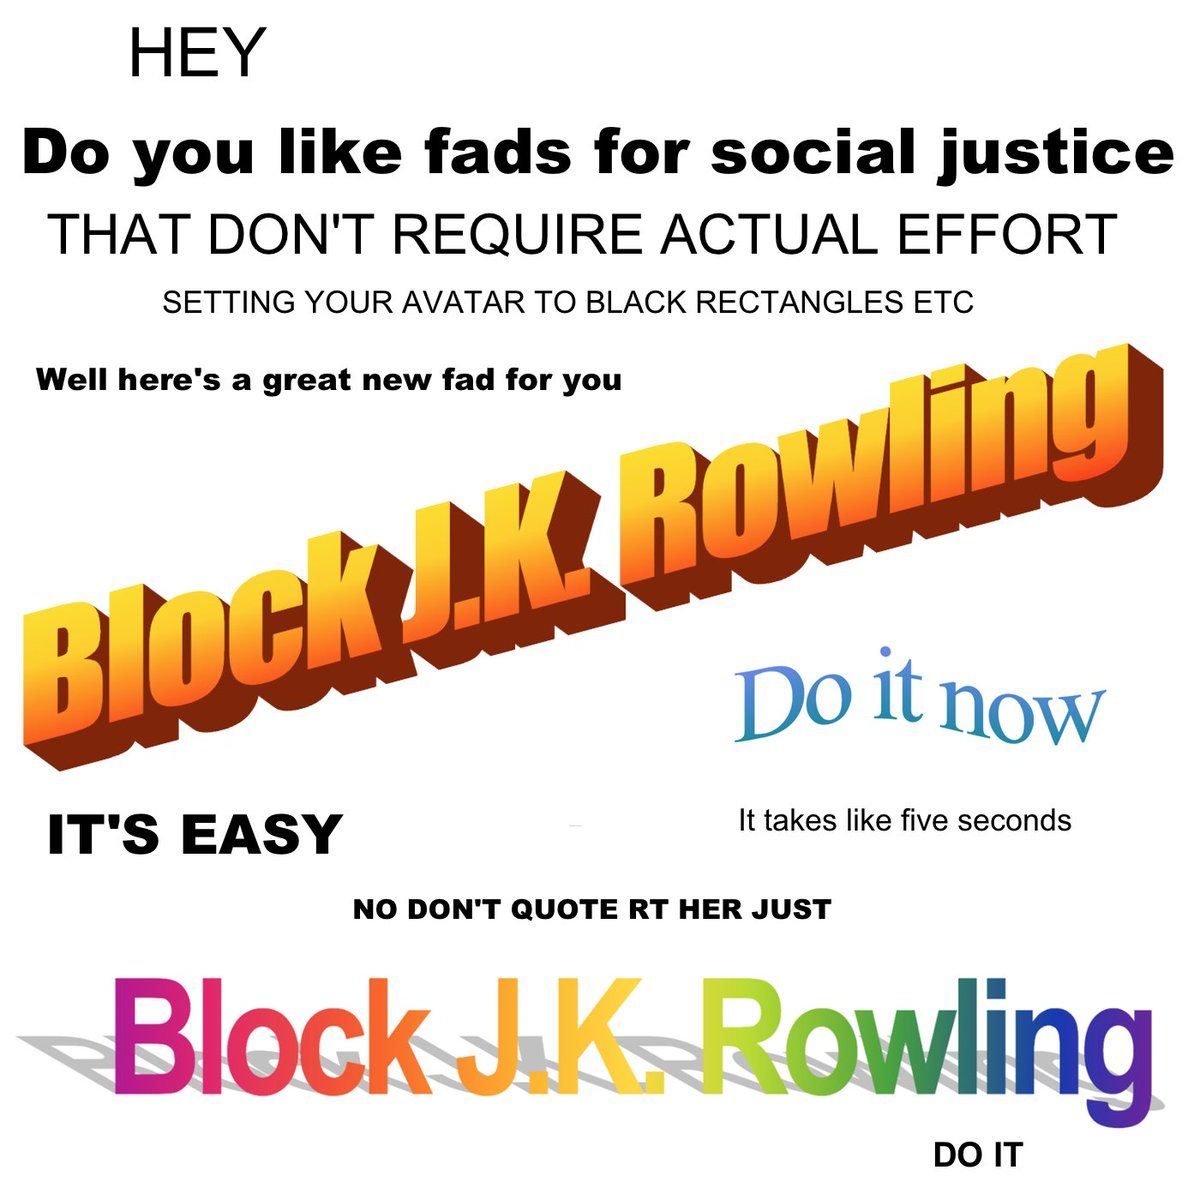 HEY
Do you like fads for social justice
THAT DON'T REQUIRE ACTUAL EFFORT
SETTING YOUR AVATAR TO BLACK RECTANGLES ETC
Well here's a great new fad for you
Block J.K. Rowling
Do it now
IT'S EASY
It takes like five seconds
NO DON'T QUOTE RT HER JUST
Block J.K. Rowling
DO IT